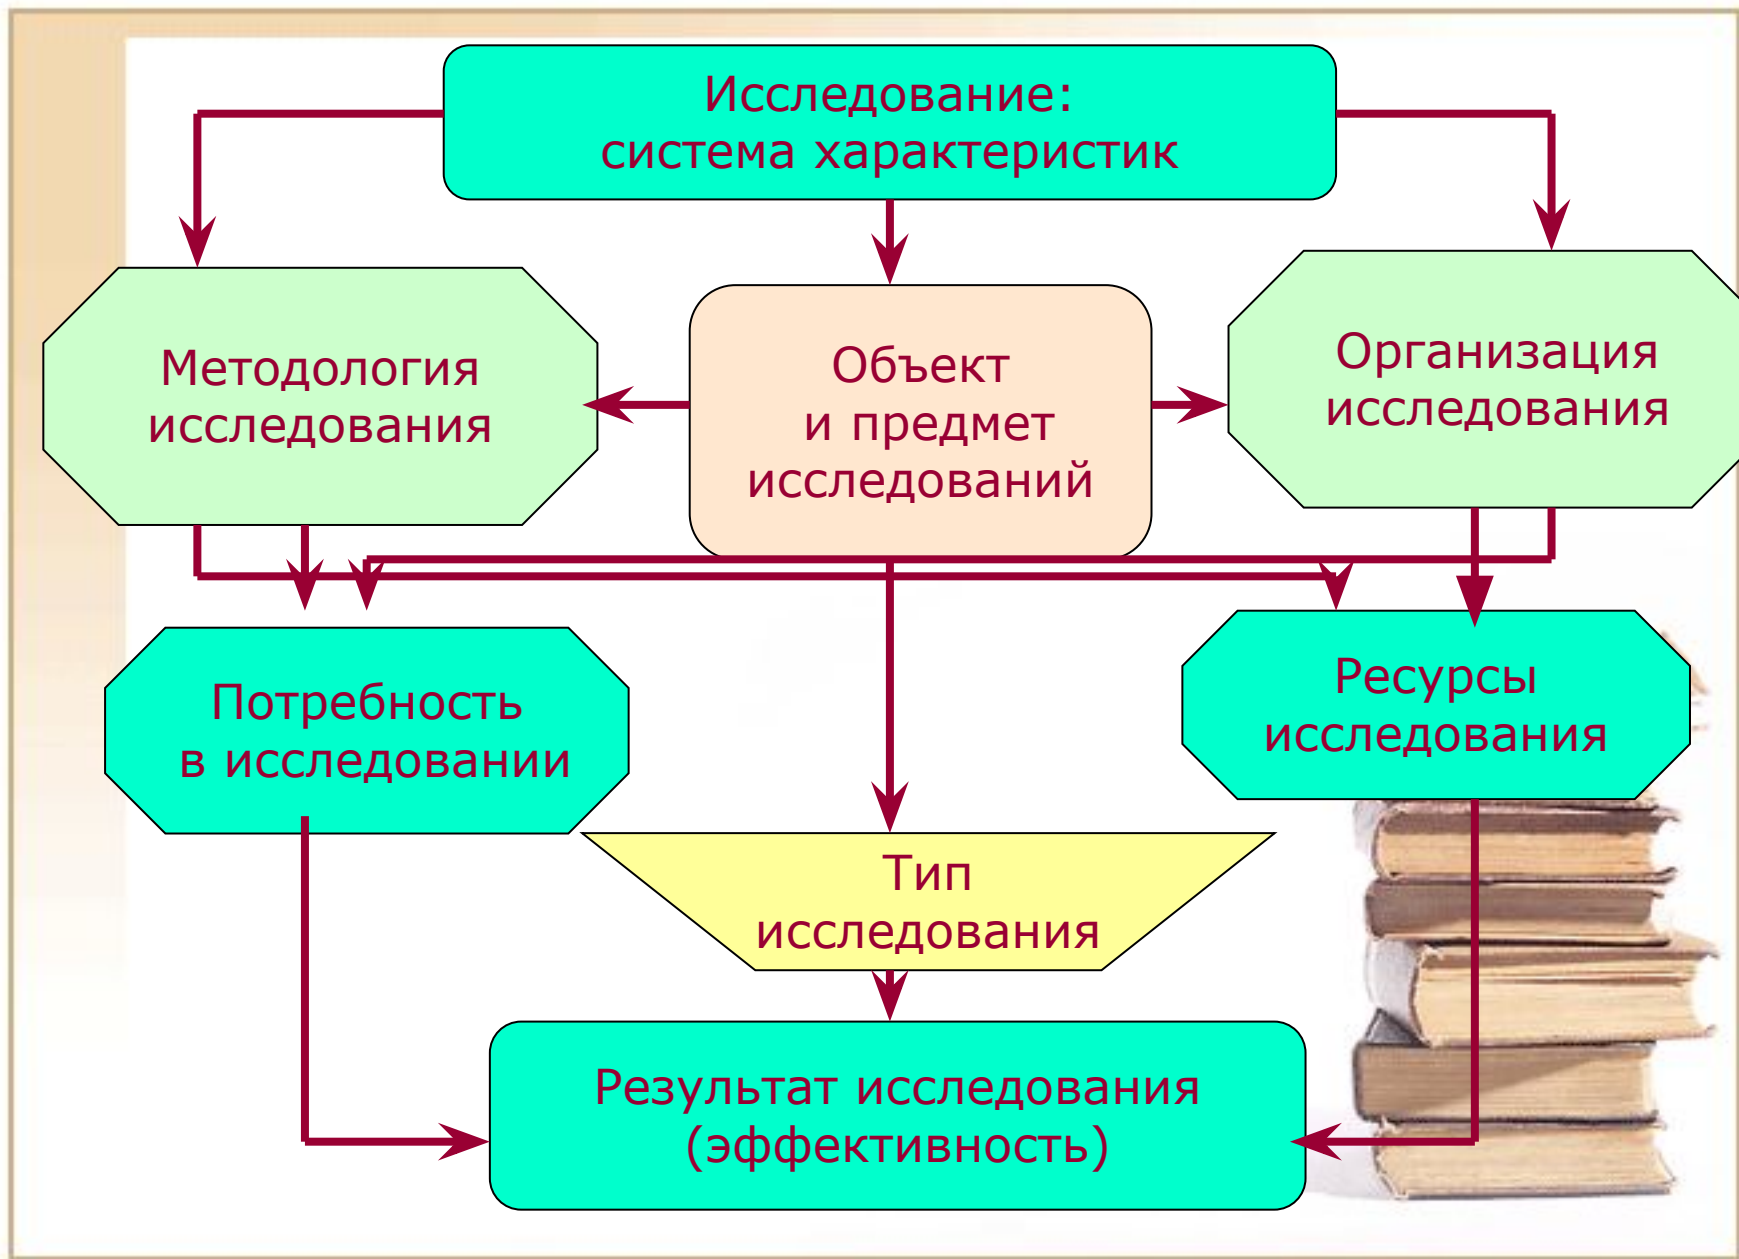 Исследование:
система характеристик
Методология
исследования
Объект
и предмет
исследований
Организация
исследования
Потребность
в исследовании
Ресурсы
исследования
Тип
исследования
Результат исследования
(эффективность)